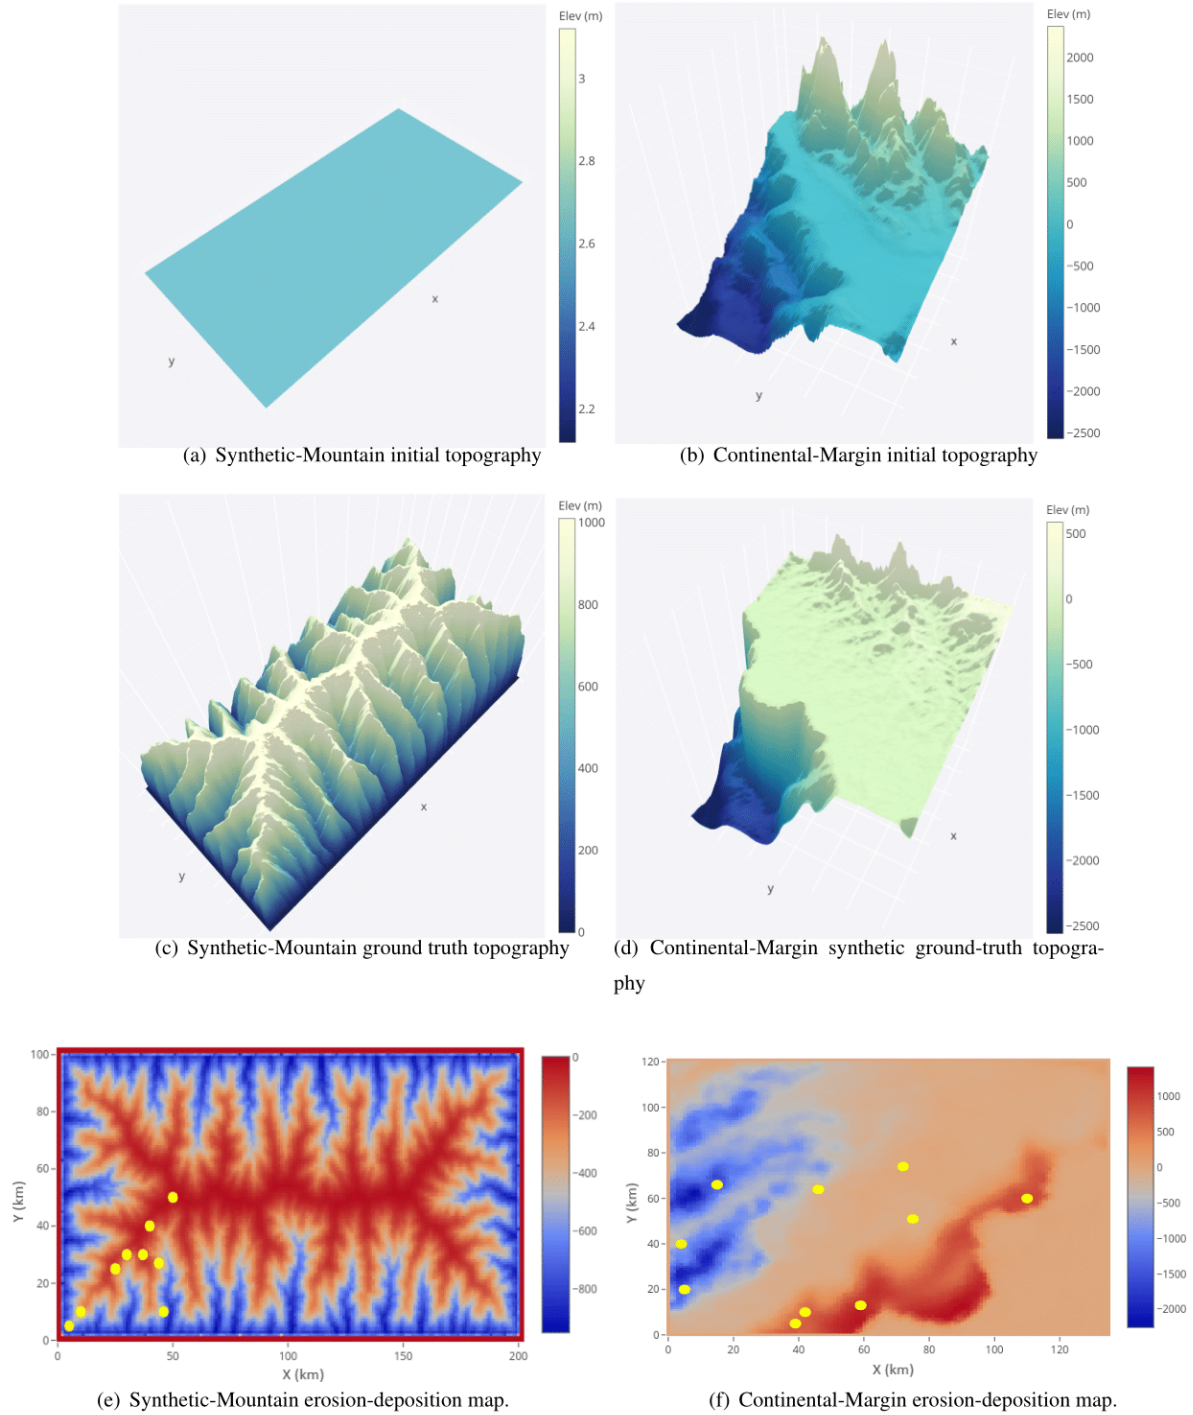 Elev (m)
3
2.8
2.6
2.4
2.2
x
y
(a) Synthetic-Mountain initial topography
Elev (m)
2000
1500
1000
500
0
−500
−1000
−1500
−2000
−2500
x
y
(b) Continental-Margin initial topography
Elev (m)
1000
800
600
400
200
0
x
y
(c) Synthetic-Mountain ground truth topography
Elev (m)
500
0
−500
−1000
−1500
−2000
−2500
x
y
(d) Continental-Margin synthetic ground-truth topogra-
phy
100
80
60
40
20
0
Y (km)
0 50 100 150 200
X (km)
0
−200
−400
−600
−800
(e) Synthetic-Mountain erosion-deposition map.
120
100
80
60
40
20
0
Y (km)
0 20 40 60 80 100 120
X (km)
1000
500
0
−500
−1000
−1500
−2000
(f) Continental-Margin erosion-deposition map.